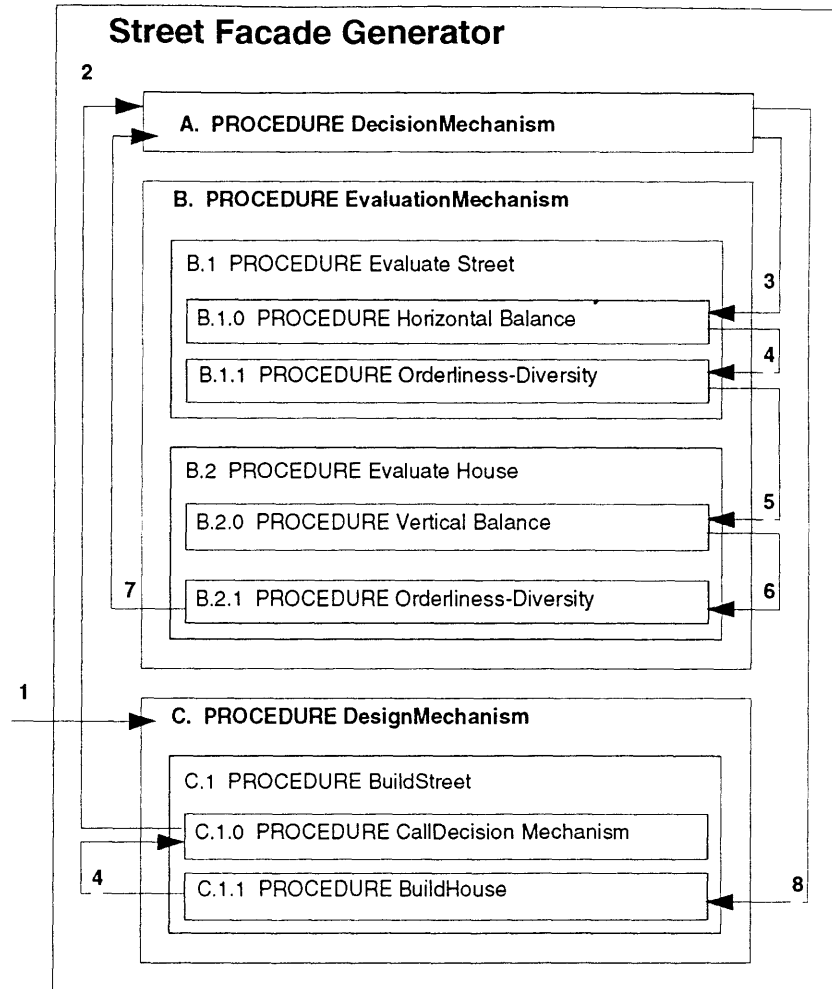 Street Facade Generator
2
A. PROCEDURE DecisionMechanism
B. PROCEDURE EvaluationMechanism
B.1 PROCEDURE Evaluate Street
3
B.1.0 PROCEDURE Horizontal Balance
4
B.1.1 PROCEDURE Orderliness-Diversity
B.2 PROCEDURE Evaluate House
5
B.2.0 PROCEDURE Vertical Balance
7
6
B.2.1 PROCEDURE Orderliness-Diversity
1
C. PROCEDURE DesignMechanism
C.1 PROCEDURE BuildStreet
C.1.0 PROCEDURE CallDecision Mechanism
4
C.1.1 PROCEDURE BuildHouse
8